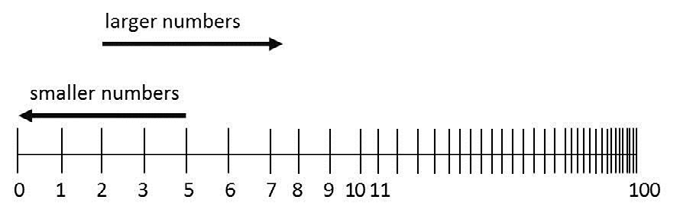 larger numbers
smaller numbers
0 1 2 3 5 6 7 8 9 10 11 100